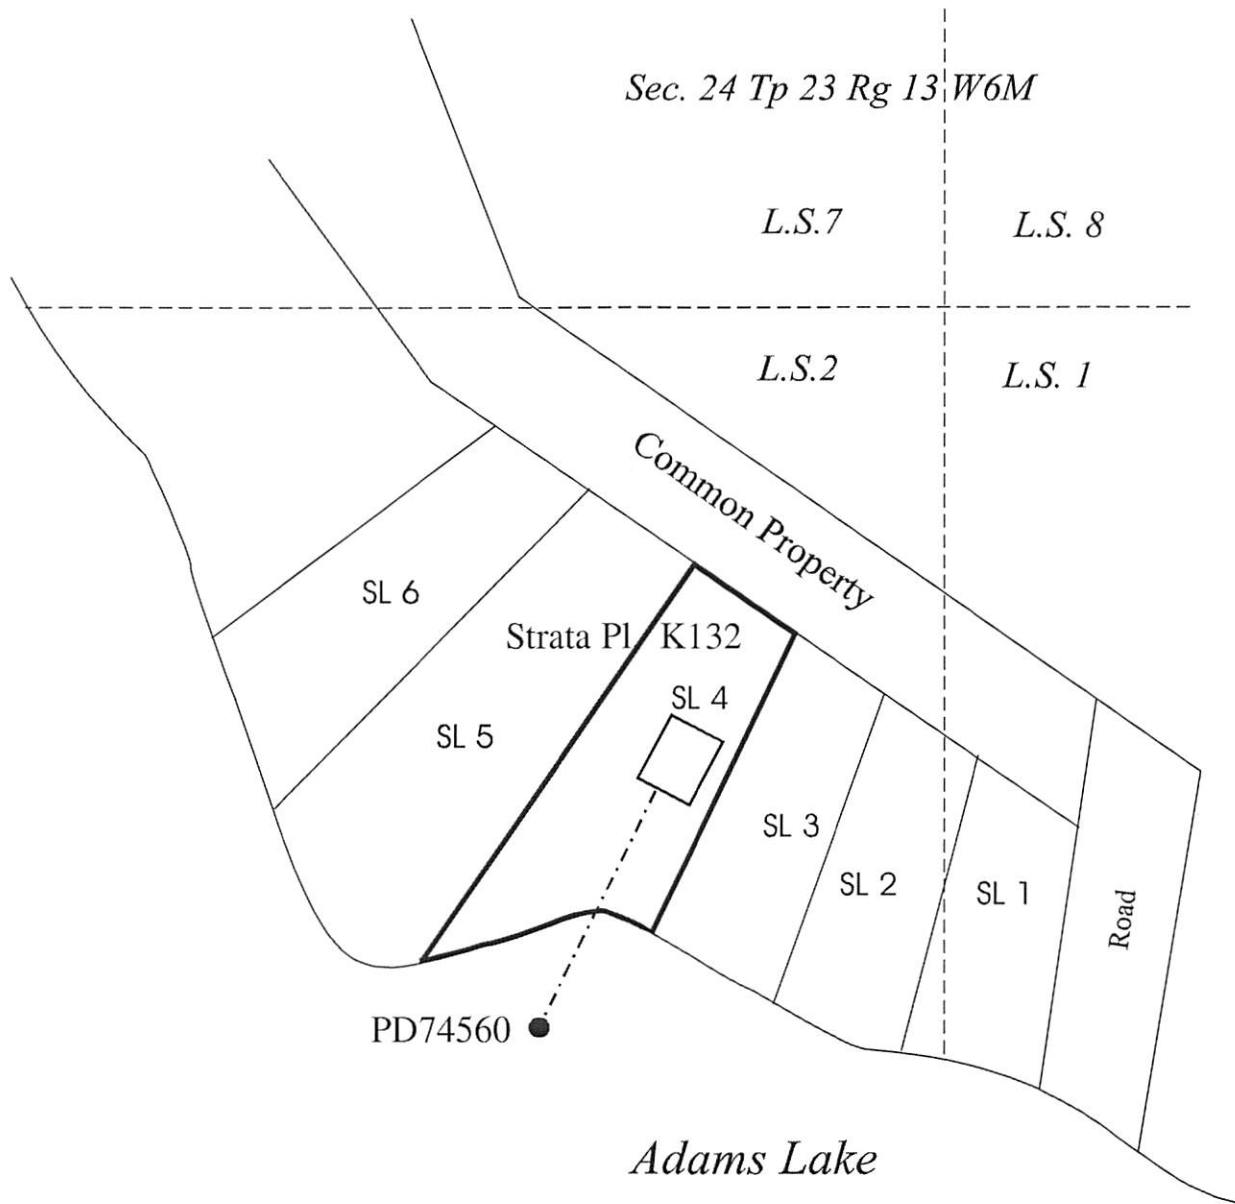 Sec. 24 Tp 23 Rg 13 W6M
L.S.7
L.S. 8
L.S.2
L.S. 1
Common Property
SL 6
Strata Pl. K132
SL 4
SL 5
SL 3
SL 2
SL 1
Road
PD74560
Adams Lake